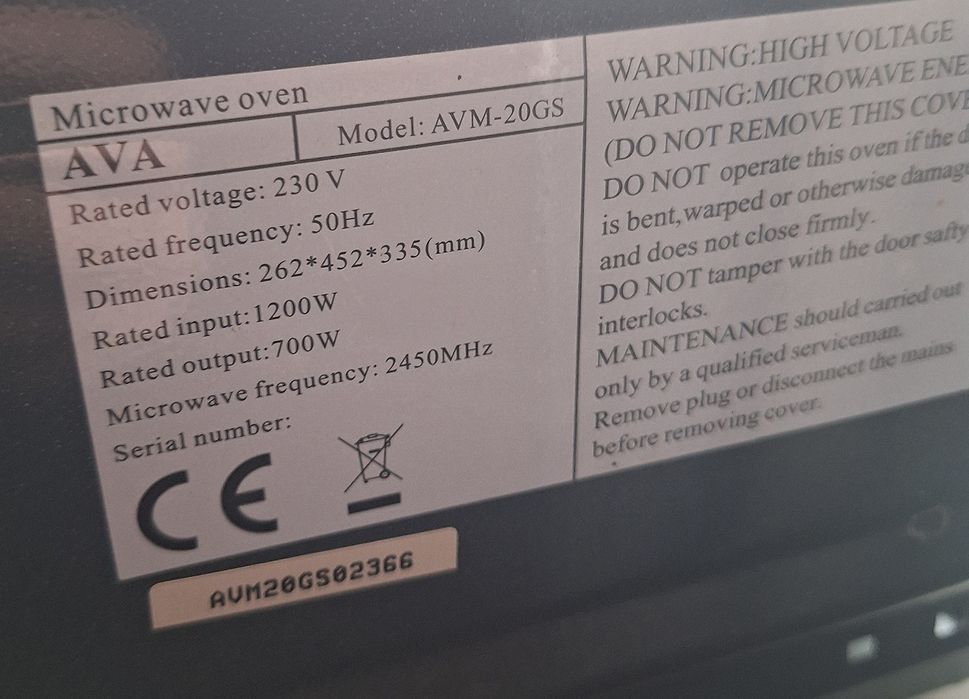 Microwave oven
AVA
Model: AVM-20GS
Rated voltage: 230 V
Rated frequency: 50Hz
Dimensions: 262*452*335(mm)
Rated input:1200W
Rated output:700W
Microwave frequency: 2450MHz
Serial number:
CE
AVM20GS02366
WARNING:HIGH VOLTAGE
WARNING:MICROWAVE ENE
(DO NOT REMOVE THIS COVE
DO NOT operate this oven if the d
is bent,warped or otherwise damage
and does not close firmly.
DO NOT tamper with the door safty
interlocks.
MAINTENANCE should carried out
only by a qualified serviceman.
Remove plug or disconnect the mains
before removing cover.